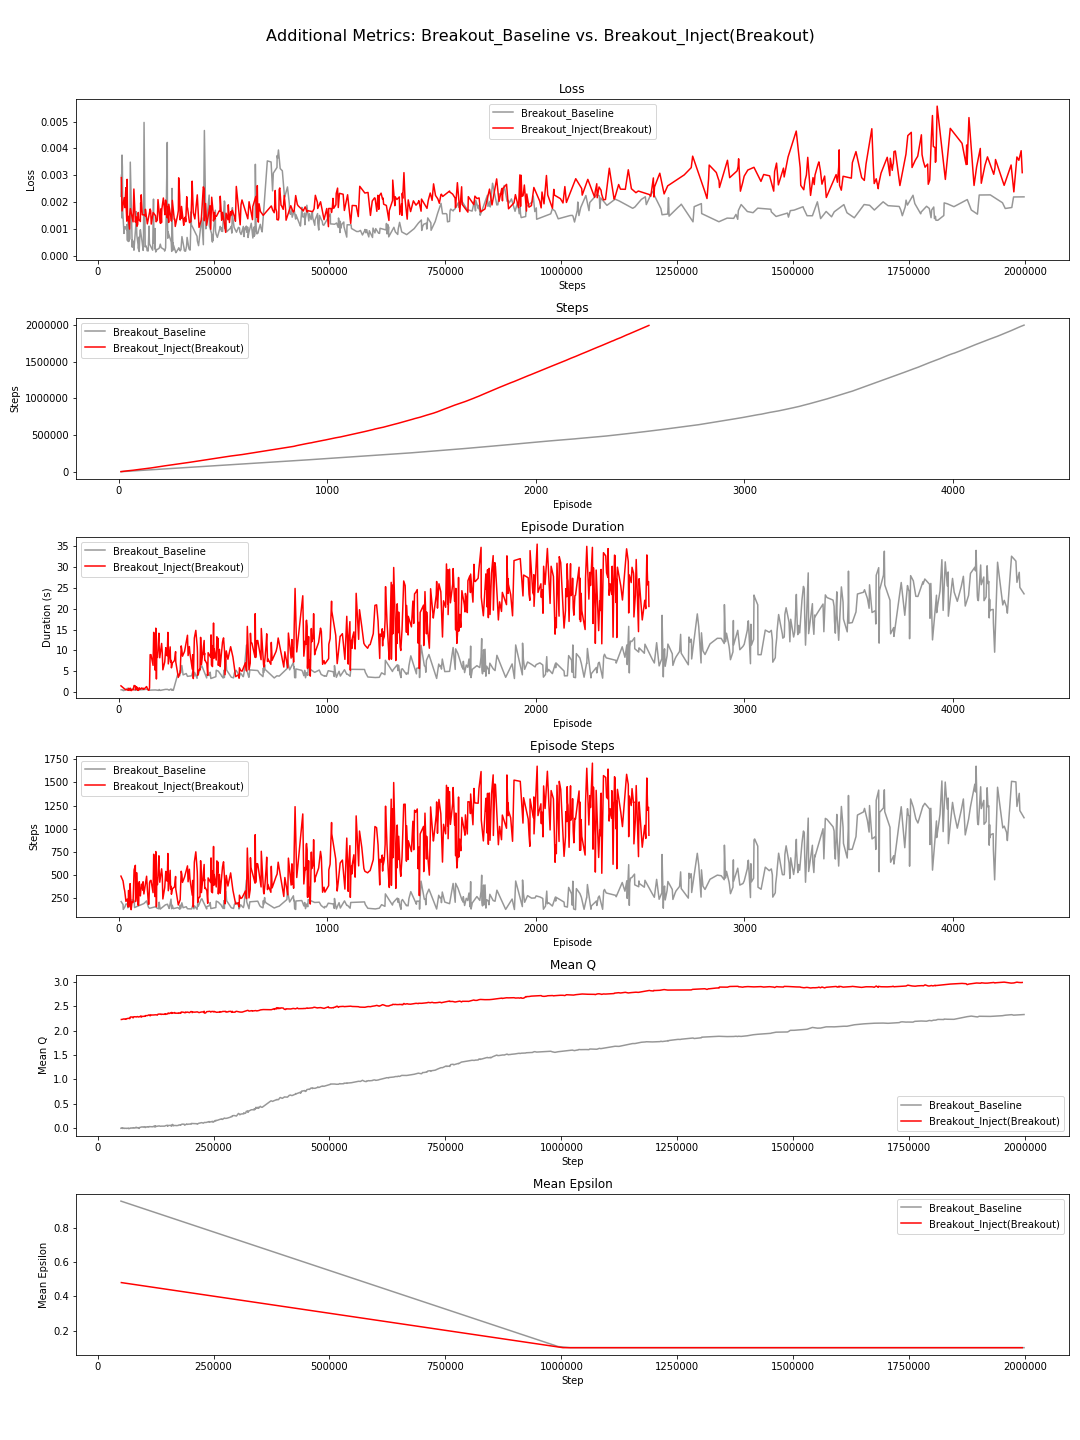 Additional Metrics: Breakout_Baseline vs. Breakout_Inject(Breakout)
Loss
Breakout_Baseline
Breakout_Inject(Breakout)
Loss
0.005
0.004
0.003
0.002
0.001
0.000
0 250000 500000 750000 1000000 1250000 1500000 1750000 2000000
Steps
Steps
Breakout_Baseline
Breakout_Inject(Breakout)
Steps
2000000
1500000
1000000
500000
0
0 1000 2000 3000 4000
Episode
Episode Duration
Breakout_Baseline
Breakout_Inject(Breakout)
Duration (s)
35
30
25
20
15
10
5
0
0 1000 2000 3000 4000
Episode
Episode Steps
Breakout_Baseline
Breakout_Inject(Breakout)
Steps
1750
1500
1250
1000
750
500
250
0 1000 2000 3000 4000
Episode
Mean Q
Mean Q
3.0
2.5
2.0
1.5
1.0
0.5
0.0
Breakout_Baseline
Breakout_Inject(Breakout)
0 250000 500000 750000 1000000 1250000 1500000 1750000 2000000
Step
Mean Epsilon
Breakout_Baseline
Breakout_Inject(Breakout)
Mean Epsilon
0.8
0.6
0.4
0.2
0 250000 500000 750000 1000000 1250000 1500000 1750000 2000000
Step